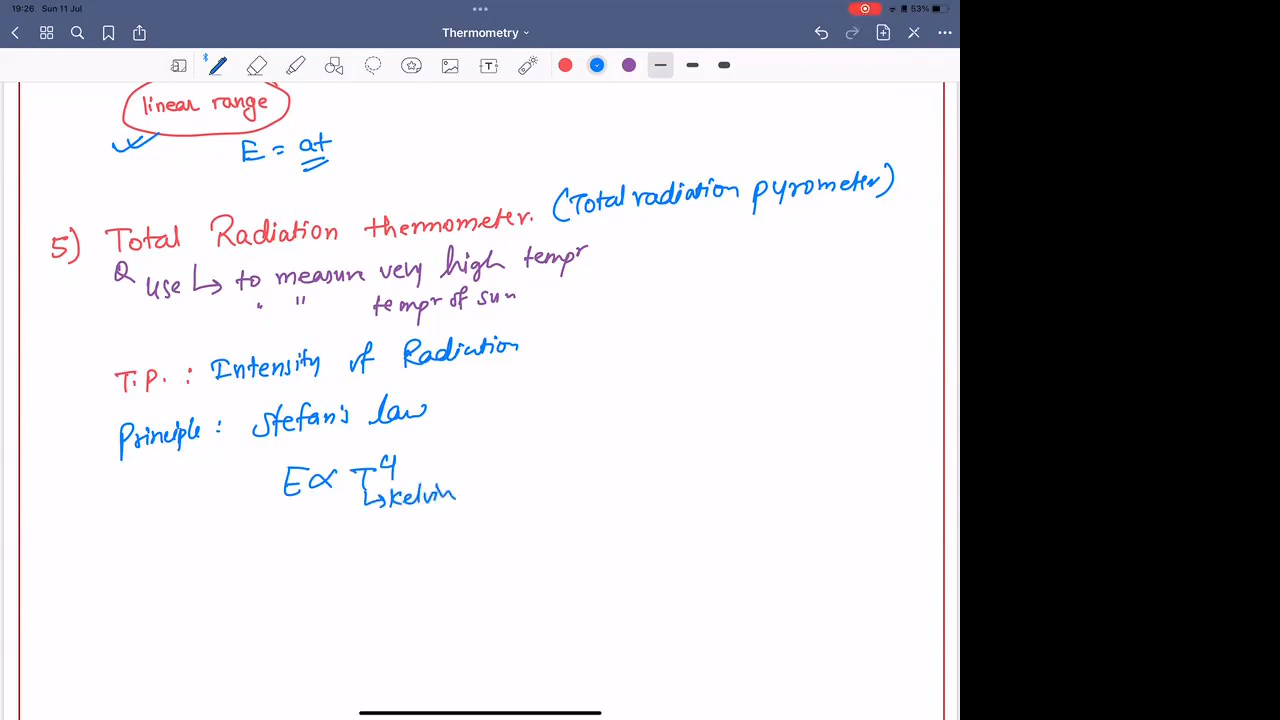 19:26 Sun 11 Jul
53%
Thermometry
T
linear range
E = at
5) Total Radiation thermometer. (Total radiation pyrometer)
Q use ↳ to measure very high tempr
" " tempr of sun
T.P. : Intensity of Radiation
Principle : Stefan's law
E ∝ T⁴
↳ Kelvin